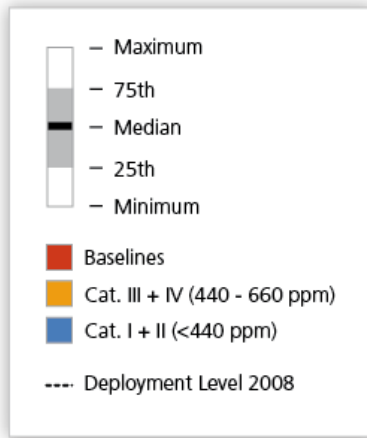 Maximum
75th
Median
25th
Minimum
Baselines
Cat. III + IV (440 - 660 ppm)
Cat. I + II (<440 ppm)
Deployment Level 2008